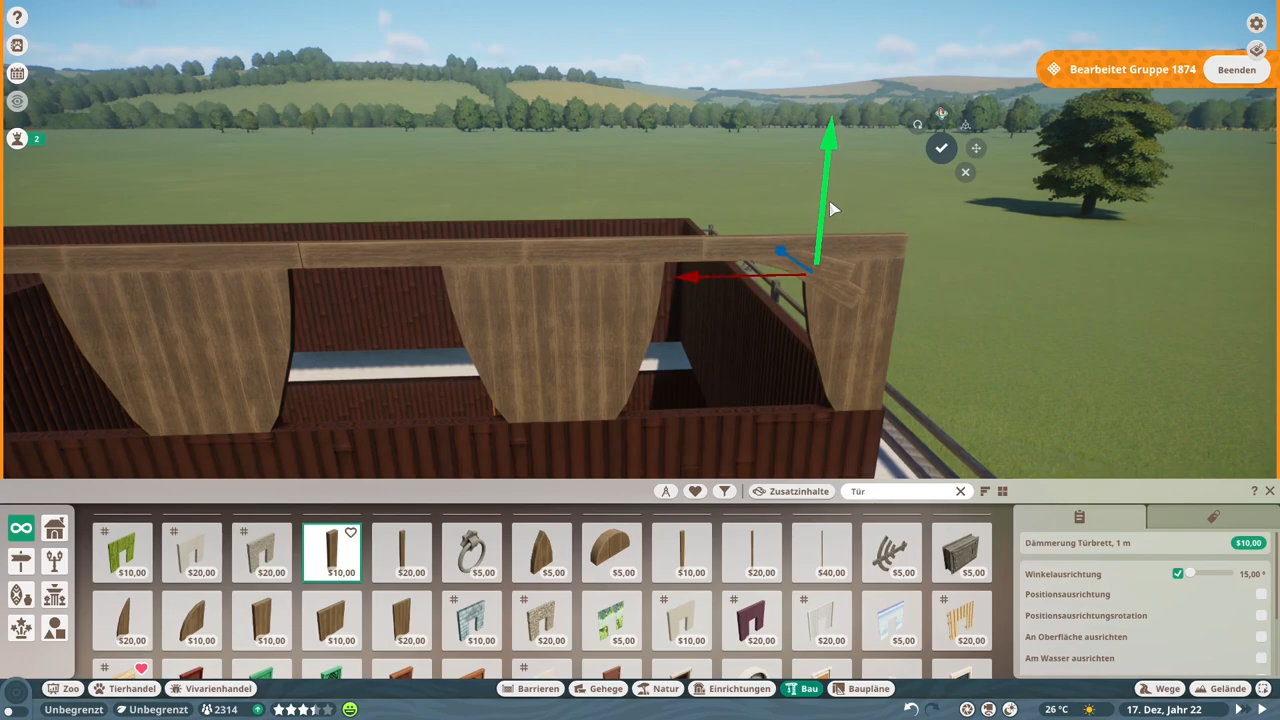 ?
Bearbeitet Gruppe 1874
Beenden
2
Zusatzinhalte
Tür
?
$10,00
$20,00
$20,00
$10,00
$20,00
$5,00
$5,00
$5,00
$10,00
$20,00
$40,00
$5,00
$5,00
$20,00
$10,00
$10,00
$10,00
$20,00
$10,00
$20,00
$5,00
$10,00
$20,00
$20,00
$5,00
$20,00
Dämmerung Türbrett, 1 m
$10,00
Winkelausrichtung
15,00°
Positionsausrichtung
Positionsausrichtungsrotation
An Oberfläche ausrichten
Am Wasser ausrichten
Zoo
Tierhandel
Vivarienhandel
Barrieren
Gehege
Natur
Einrichtungen
Bau
Baupläne
Wege
Gelände
Unbegrenzt
Unbegrenzt
2314
26 °C
17. Dez, Jahr 22